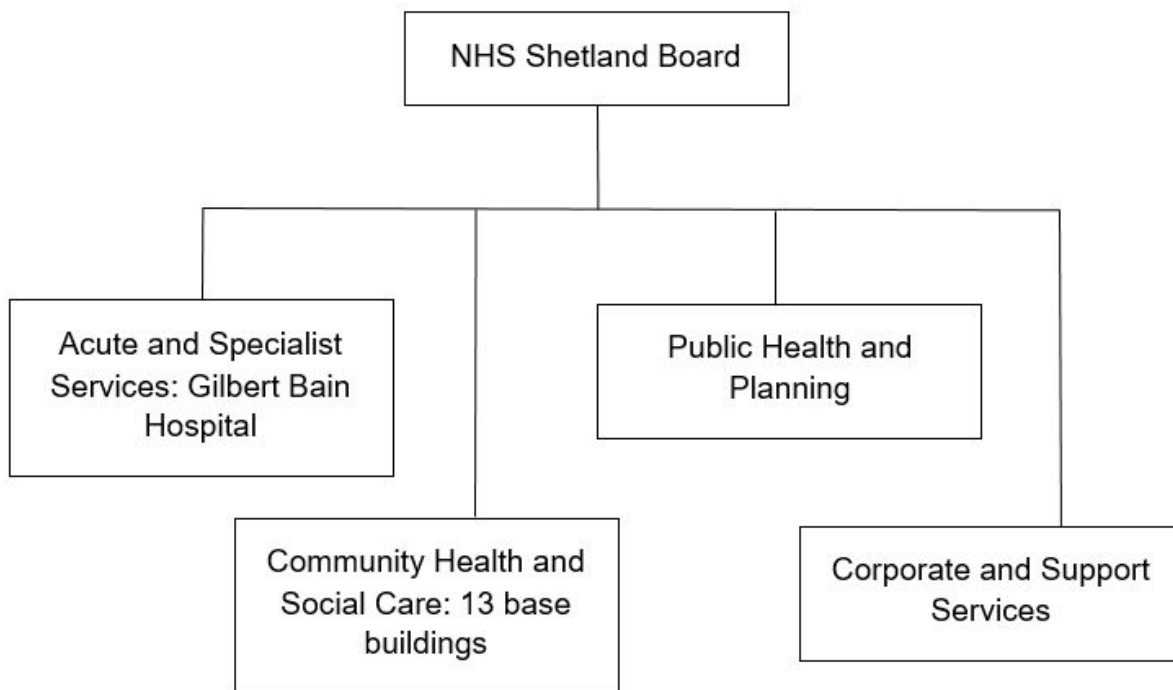 NHS Shetland Board
Acute and Specialist
Services: Gilbert Bain
Hospital
Public Health and
Planning
Community Health and
Social Care: 13 base
buildings
Corporate and Support
Services